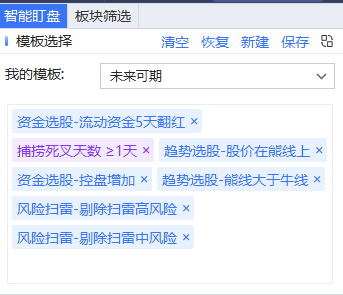 智能盯盘 板块筛选
模板选择 清空 恢复 新建 保存
我的模板: 未来可期
资金选股-流动资金5天翻红 ×
捕捞死叉天数 ≥1天 × 趋势选股-股价在熊线上 ×
资金选股-控盘增加 × 趋势选股-熊线大于牛线 ×
风险扫雷-剔除扫雷高风险 ×
风险扫雷-剔除扫雷中风险 ×